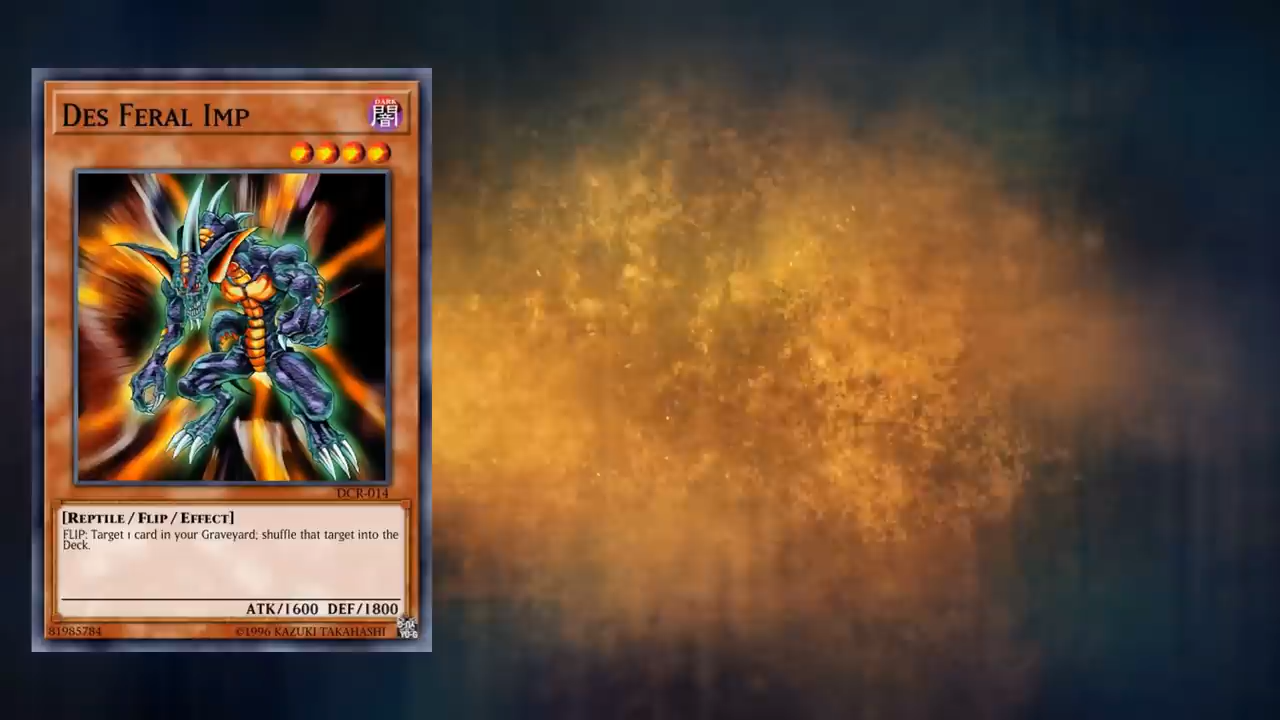 Des Feral Imp
DARK
闇
DCR-014
[Reptile / Flip / Effect]
FLIP: Target 1 card in your Graveyard; shuffle that target into the
Deck.
ATK/1600 DEF/1800
81985784
©1996 KAZUKI TAKAHASHI